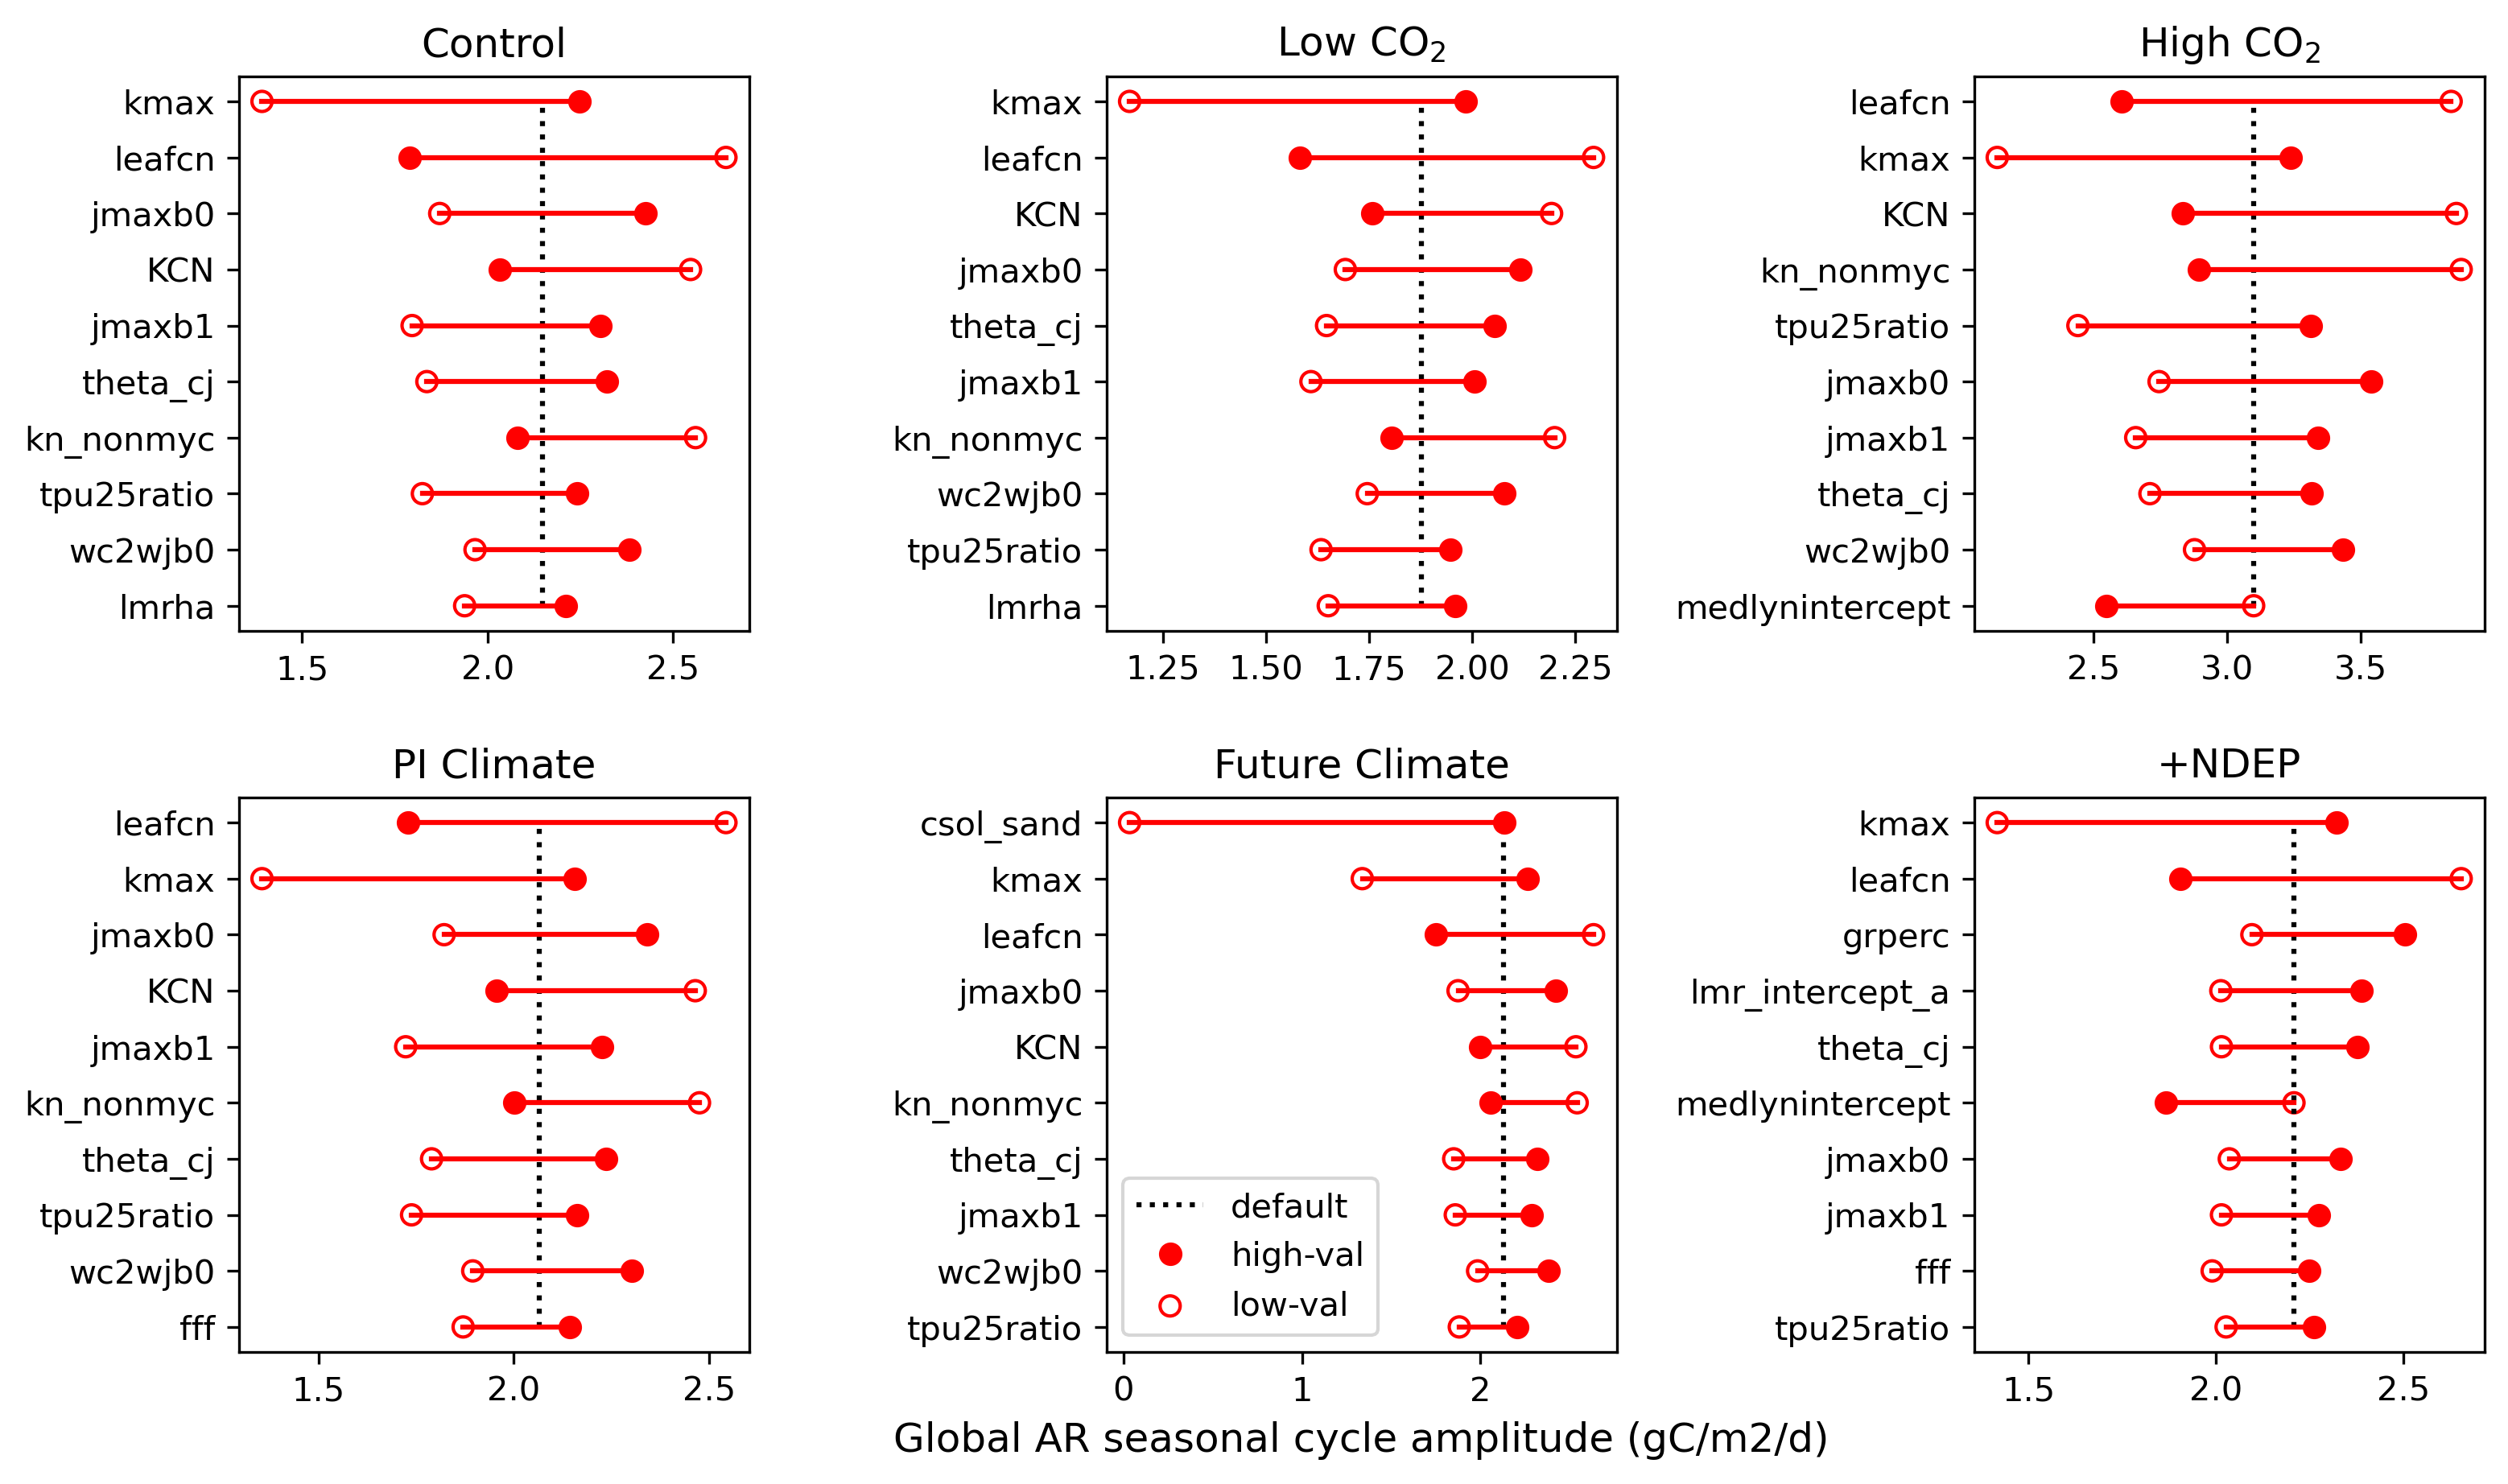 Control
kmax
leafcn
jmaxb0
KCN
jmaxb1
theta_cj
kn_nonmyc
tpu25ratio
wc2wjb0
lmrha
1.5 2.0 2.5
Low CO₂
kmax
leafcn
KCN
jmaxb0
theta_cj
jmaxb1
kn_nonmyc
wc2wjb0
tpu25ratio
lmrha
1.25 1.50 1.75 2.00 2.25
High CO₂
leafcn
kmax
KCN
kn_nonmyc
tpu25ratio
jmaxb0
jmaxb1
theta_cj
wc2wjb0
medlynintercept
2.5 3.0 3.5
PI Climate
leafcn
kmax
jmaxb0
KCN
jmaxb1
kn_nonmyc
theta_cj
tpu25ratio
wc2wjb0
fff
1.5 2.0 2.5
Future Climate
csol_sand
kmax
leafcn
jmaxb0
KCN
kn_nonmyc
theta_cj
jmaxb1
wc2wjb0
tpu25ratio
default
high-val
low-val
0 1 2
+NDEP
kmax
leafcn
grperc
lmr_intercept_a
theta_cj
medlynintercept
jmaxb0
jmaxb1
fff
tpu25ratio
1.5 2.0 2.5
Global AR seasonal cycle amplitude (gC/m2/d)